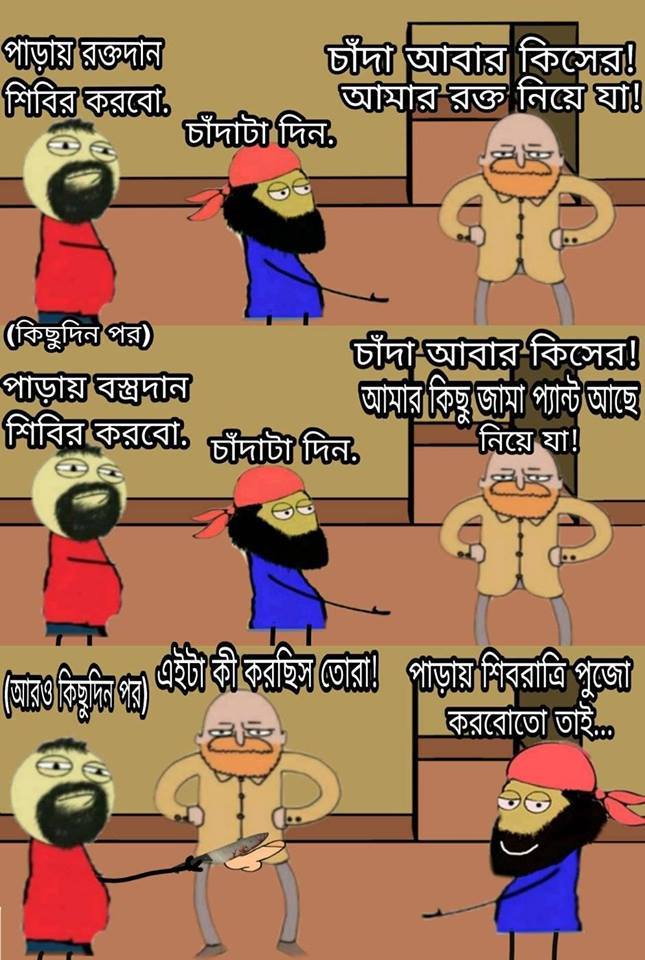 পাড়ায় রক্তদান
শিবির করবো.
চাঁদাটা দিন.
চাঁদা আবার কিসের!
আমার রক্ত নিয়ে যা!
(কিছুদিন পর)
পাড়ায় বস্ত্রদান
শিবির করবো.
চাঁদাটা দিন.
চাঁদা আবার কিসের!
আমার কিছু জামা প্যান্ট আছে
নিয়ে যা!
(আরও কিছুদিন পর)
এইটা কী করছিস তোরা!
পাড়ায় শিবরাত্রি পুজো
করবোতো তাই...